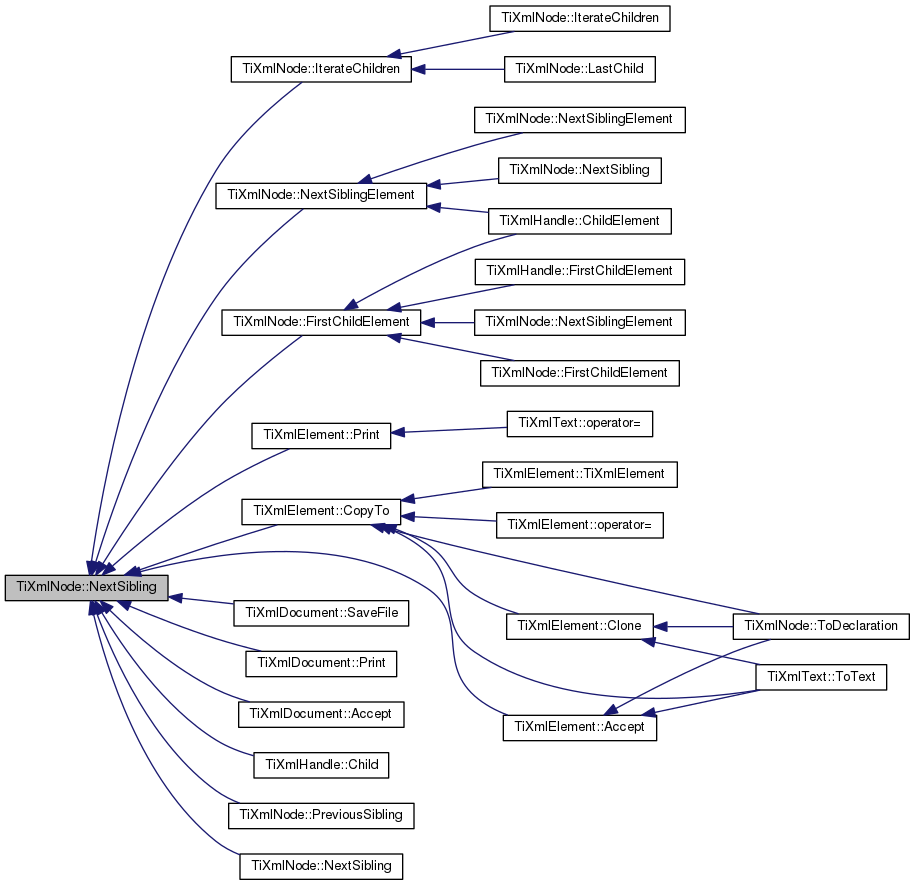 TiXmlNode::IterateChildren
TiXmlNode::IterateChildren
TiXmlNode::LastChild
TiXmlNode::NextSiblingElement
TiXmlNode::NextSibling
TiXmlNode::NextSiblingElement
TiXmlHandle::ChildElement
TiXmlHandle::FirstChildElement
TiXmlNode::FirstChildElement
TiXmlNode::NextSiblingElement
TiXmlNode::FirstChildElement
TiXmlText::operator=
TiXmlElement::Print
TiXmlElement::TiXmlElement
TiXmlElement::CopyTo
TiXmlElement::operator=
TiXmlNode::NextSibling
TiXmlDocument::SaveFile
TiXmlElement::Clone
TiXmlNode::ToDeclaration
TiXmlDocument::Print
TiXmlText::ToText
TiXmlDocument::Accept
TiXmlElement::Accept
TiXmlHandle::Child
TiXmlNode::PreviousSibling
TiXmlNode::NextSibling